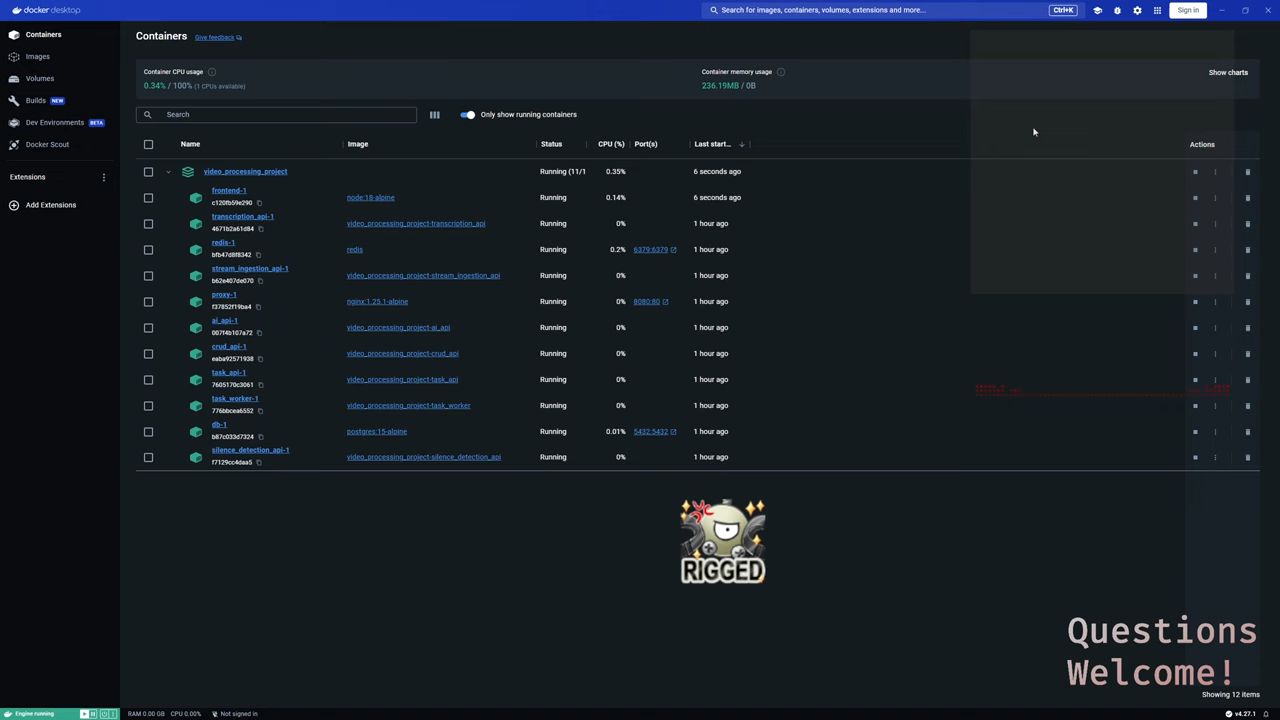 docker desktop
Search for images, containers, volumes, extensions and more...
Ctrl+K
Sign in
Containers
Images
Volumes
Builds NEW
Dev Environments BETA
Docker Scout
Extensions
Add Extensions
Containers Give feedback
Container CPU usage
0.34% / 100% (1 CPUs available)
Container memory usage
236.19MB / 0B
Show charts
Search
Only show running containers
Name Image Status CPU (%) Port(s) Last start... Actions
video_processing_project Running (11/1 0.35% 6 seconds ago
frontend-1
c120fb59e290
node:18-alpine Running 0.14% 6 seconds ago
transcription_api-1
4671b2a61d84
video_processing_project-transcription_api Running 0% 1 hour ago
redis-1
bfb47d8f8342
redis Running 0.2% 6379:6379 1 hour ago
stream_ingestion_api-1
b62e407de070
video_processing_project-stream_ingestion_api Running 0% 1 hour ago
proxy-1
f37852f19ba4
nginx:1.25.1-alpine Running 8080:80 0% 1 hour ago
ai_api-1
007f4b107a72
video_processing_project-ai_api Running 0% 1 hour ago
crud_api-1
eaba92571938
video_processing_project-crud_api Running 0% 1 hour ago
task_api-1
7605170c3061
video_processing_project-task_api Running 0% 1 hour ago
task_worker-1
776bbcea6552
video_processing_project-task_worker Running 0% 1 hour ago
db-1
b87c033d7324
postgres:15-alpine Running 0.01% 5432:5432 1 hour ago
silence_detection_api-1
f7129cc4daa5
video_processing_project-silence_detection_api Running 0% 1 hour ago
RIGGED
Questions
Welcome!
Showing 12 items
Engine running
RAM 0.00 GB CPU 0.00% Not signed in
v4.27.1